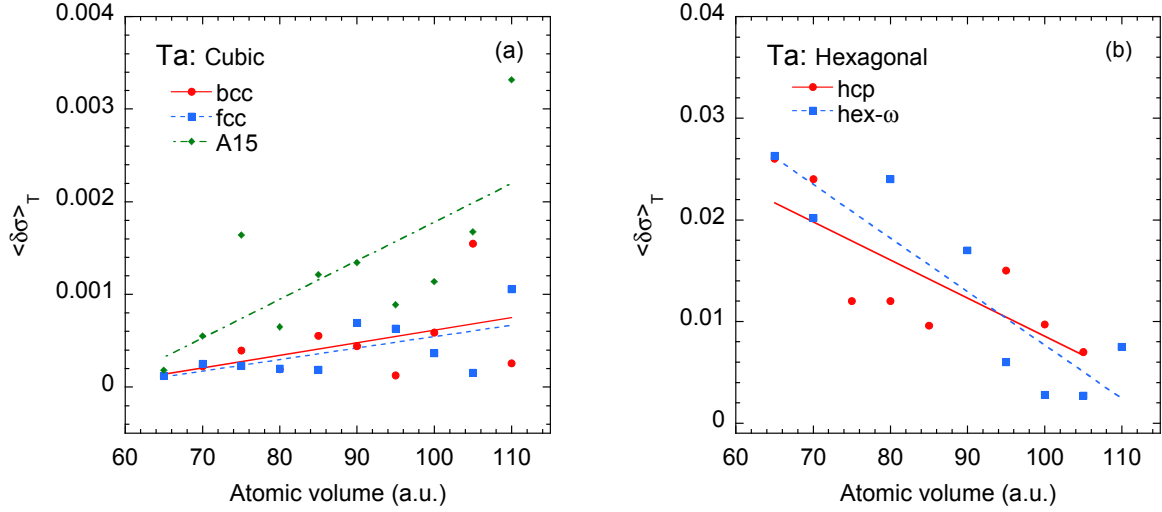 Ta: Cubic
(a)
bcc
fcc
A15
0.004
0.003
0.002
0.001
0
<δσ>T
60 70 80 90 100 110
Atomic volume (a.u.)
Ta: Hexagonal
(b)
hcp
hex-ω
0.04
0.03
0.02
0.01
0
<δσ>T
60 70 80 90 100 110
Atomic volume (a.u.)